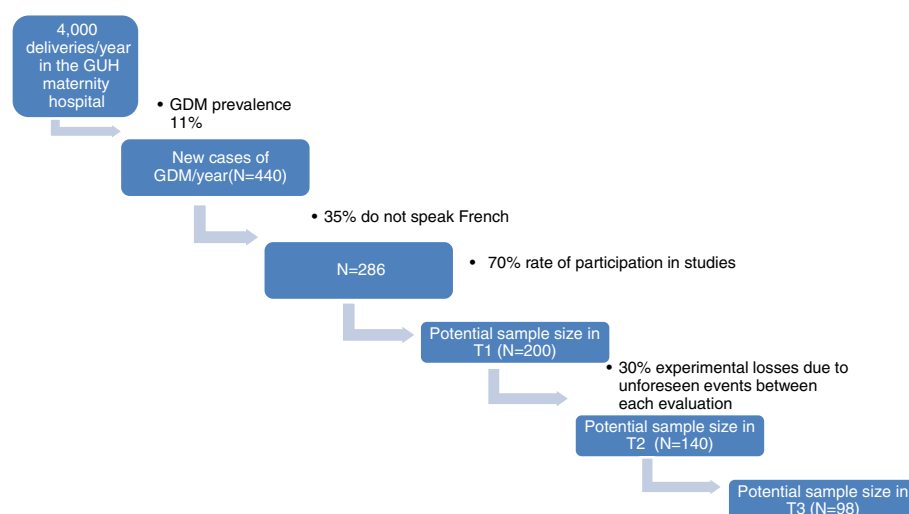 4,000
deliveries/year
in the GUH
maternity
hospital
• GDM prevalence
11%
New cases of
GDM/year(N=440)
• 35% do not speak French
N=286
• 70% rate of participation in studies
Potential sample size in
T1 (N=200)
• 30% experimental losses due to
unforeseen events between
each evaluation
Potential sample size in
T2 (N=140)
Potential sample size in
T3 (N=98)